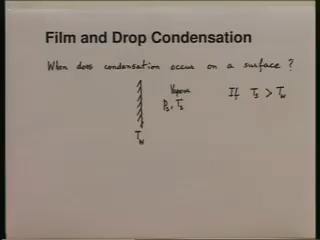 Film and Drop Condensation
When does condensation occur on a surface?
Vapour If Ts > Tw
Ps, Ts
Tw